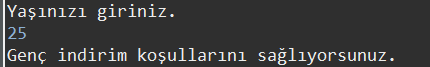 Yaşınızı giriniz.
25
Genç indirim koşullarını sağlıyorsunuz.